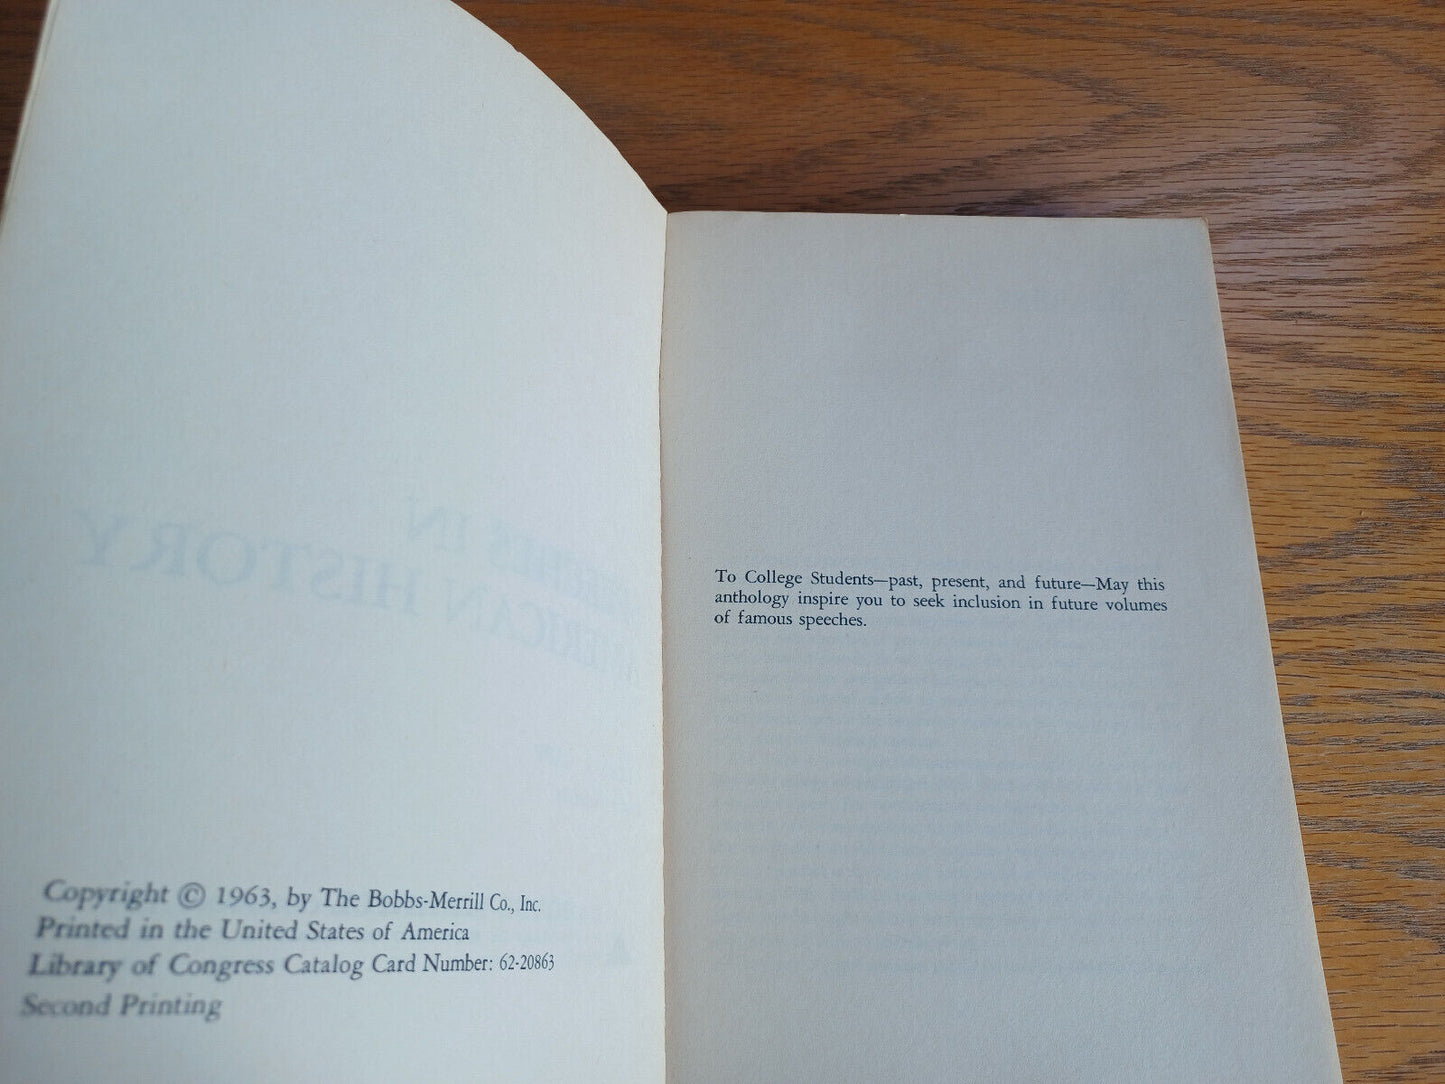 Copyright © 1963, by The Bobbs-Merrill Co., Inc.
Printed in the United States of America
Library of Congress Catalog Card Number: 62-20863
Second Printing
To College Students—past, present, and future—May this
anthology inspire you to seek inclusion in future volumes
of famous speeches.